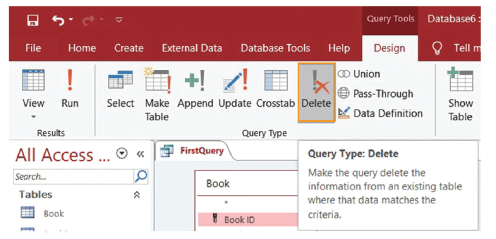 Query Tools Database6 :
File Home Create External Data Database Tools Help Design Tell m
View Run Select Make Table Append Update Crosstab Delete Union Pass-Through Data Definition Show Table
Results Query Type
All Access ... «
FirstQuery
Search...
Tables
Book
Book
*
Book ID
Query Type: Delete
Make the query delete the
information from an existing table
where that data matches the
criteria.